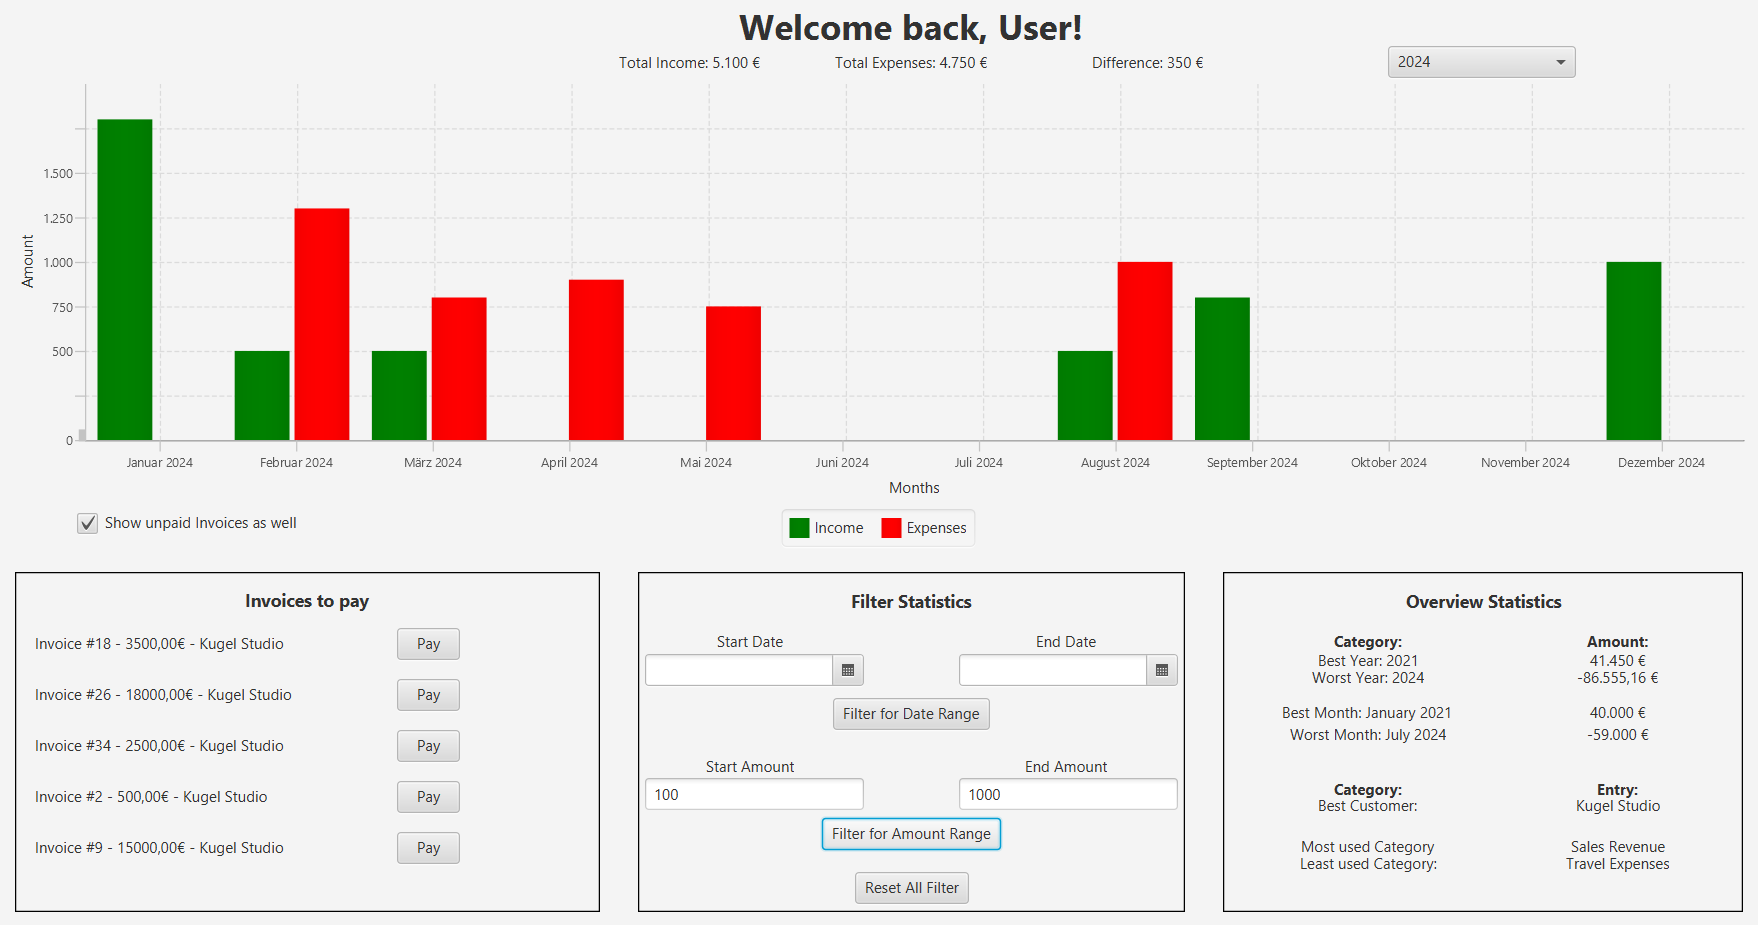 Welcome back, User!
Total Income: 5.100 € Total Expenses: 4.750 € Difference: 350 € 2024
Amount
1.500
1.250
1.000
750
500
0
Januar 2024 Februar 2024 März 2024 April 2024 Mai 2024 Juni 2024 Juli 2024 August 2024 September 2024 Oktober 2024 November 2024 Dezember 2024
Months
Show unpaid Invoices as well
Income Expenses
Invoices to pay
Invoice #18 - 3500,00€ - Kugel Studio Pay
Invoice #26 - 18000,00€ - Kugel Studio Pay
Invoice #34 - 2500,00€ - Kugel Studio Pay
Invoice #2 - 500,00€ - Kugel Studio Pay
Invoice #9 - 15000,00€ - Kugel Studio Pay
Filter Statistics
Start Date End Date
Filter for Date Range
Start Amount End Amount
100 1000
Filter for Amount Range
Reset All Filter
Overview Statistics
Category: Amount:
Best Year: 2021 41.450 €
Worst Year: 2024 -86.555,16 €
Best Month: January 2021 40.000 €
Worst Month: July 2024 -59.000 €
Category: Entry:
Best Customer: Kugel Studio
Most used Category Sales Revenue
Least used Category: Travel Expenses